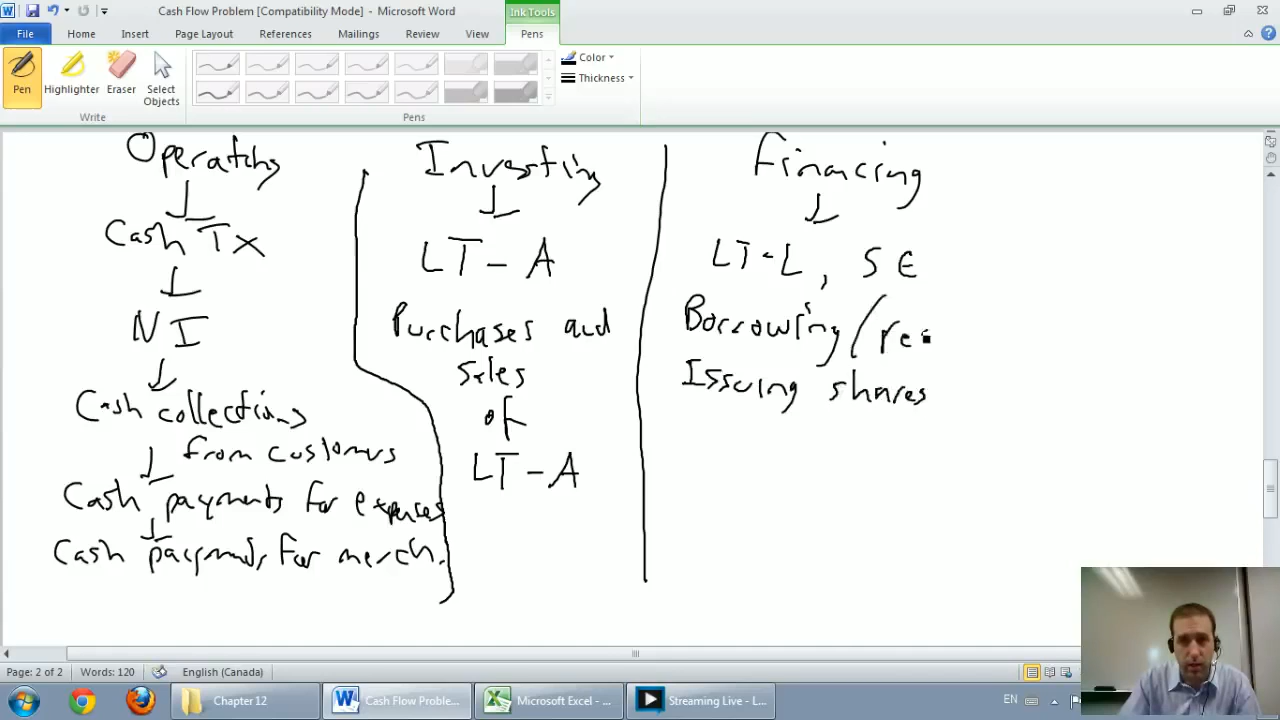 Cash Flow Problem [Compatibility Mode] - Microsoft Word
Ink Tools
File Home Insert Page Layout References Mailings Review View Pens
Pen Highlighter Eraser Select Objects
Color
Thickness
Write Pens
Operating
Cash Tx
NI
Cash collections
from customers
Cash payments for expenses
Cash payments for merch.
Investing
LT - A
Purchases and
Sales
of
LT - A
Financing
LT - L, SE
Borrowing / re
Issuing shares
Page: 2 of 2 Words: 120 English (Canada)
Chapter 12 Cash Flow Proble... Microsoft Excel - ... Streaming Live - L... EN